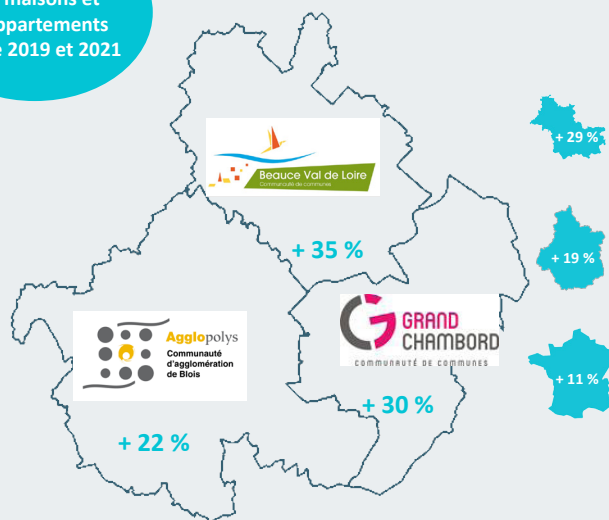 maisons et
ppartements
e 2019 et 2021
+ 29 %
Beauce Val de Loire
Communauté de communes
+ 35 %
+ 19 %
Agglopolys
Communauté
d'agglomération
de Blois
GRAND
CHAMBORD
COMMUNAUTÉ DE COMMUNES
+ 11 %
+ 30 %
+ 22 %